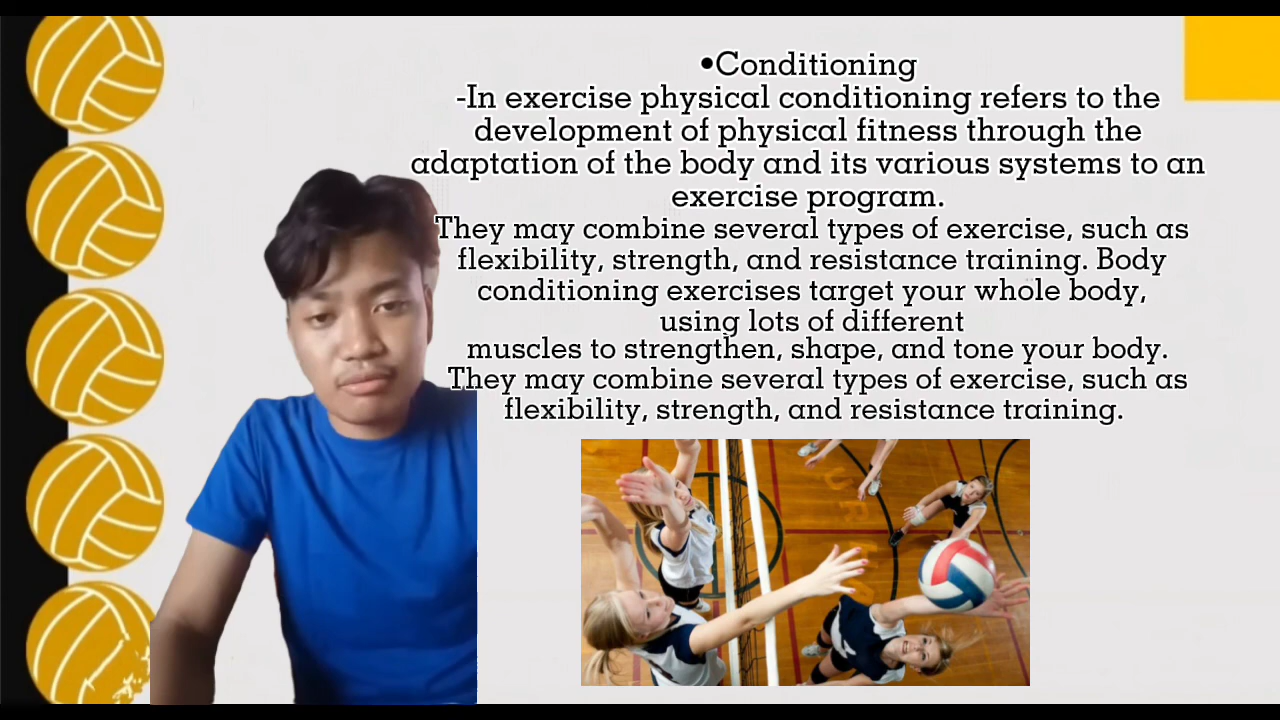 •Conditioning
-In exercise physical conditioning refers to the
development of physical fitness through the
adaptation of the body and its various systems to an
exercise program.
They may combine several types of exercise, such as
flexibility, strength, and resistance training. Body
conditioning exercises target your whole body,
using lots of different
muscles to strengthen, shape, and tone your body.
They may combine several types of exercise, such as
flexibility, strength, and resistance training.